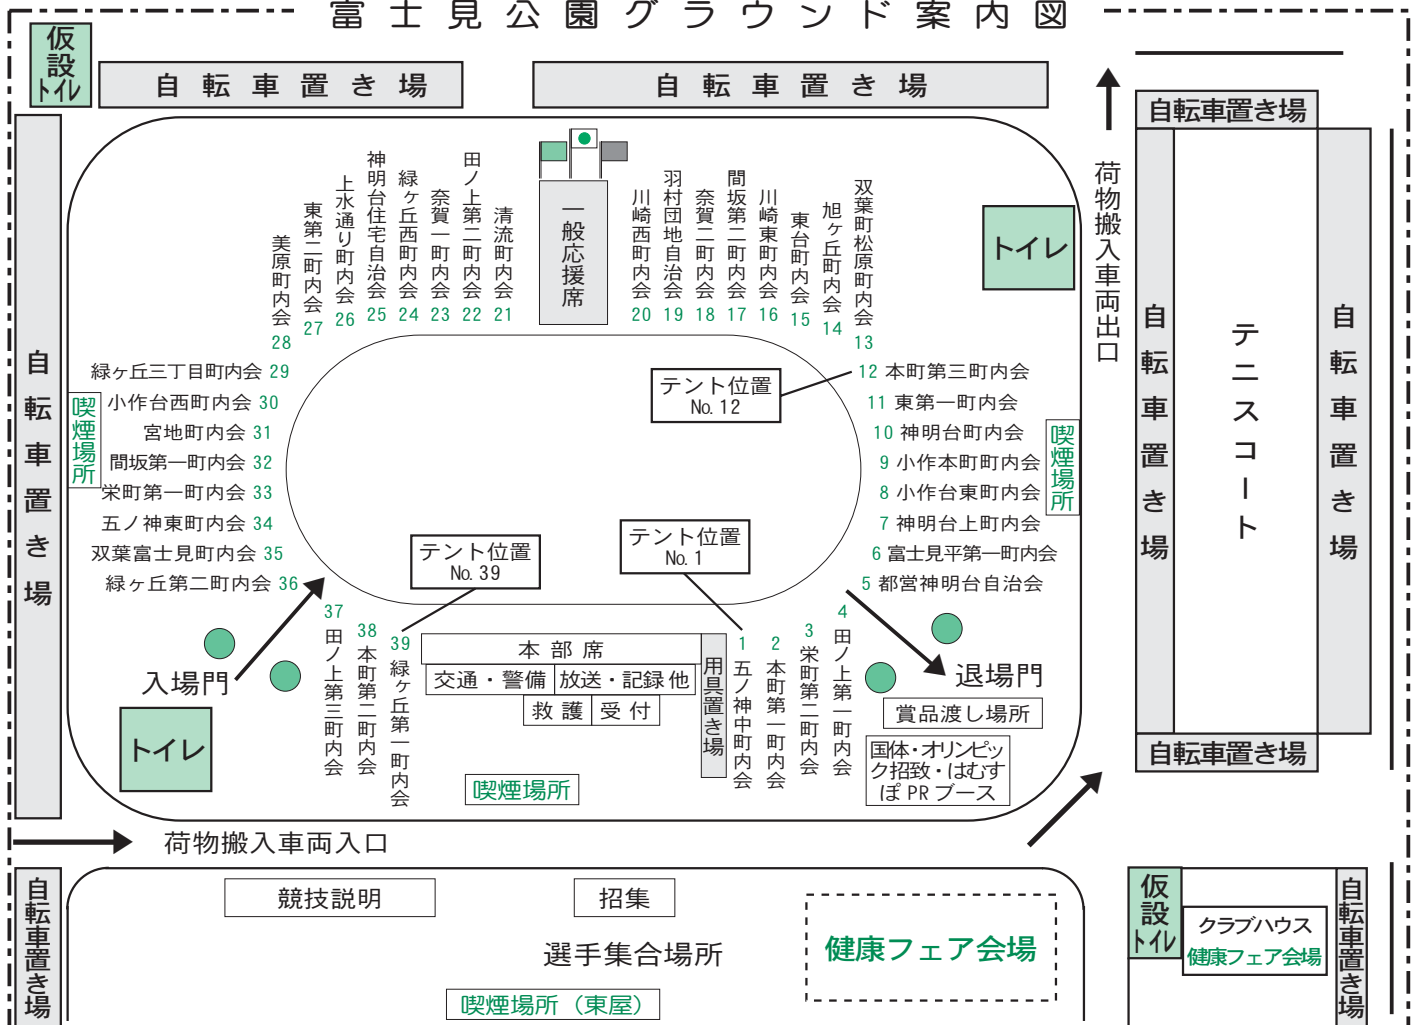 富士見公園グラウンド案内図
仮設トイレ
自転車置き場
自転車置き場
自転車置き場
自転車置き場
荷物搬入車両出口
一般応援席
トイレ
美原町内会 28
東第二町内会 27
上水通り町内会 26
神明台住宅自治会 25
緑ヶ丘西町内会 24
奈賀一町内会 23
田ノ上第二町内会 22
清流町内会 21
川崎西町内会 20
羽村団地自治会 19
奈賀二町内会 18
間坂第二町内会 17
川崎東町内会 16
東台町内会 15
旭ヶ丘町内会 14
双葉町松原町内会 13
緑ヶ丘三丁目町内会 29
小作台西町内会 30
宮地町内会 31
間坂第一町内会 32
栄町第一町内会 33
五ノ神東町内会 34
双葉富士見町内会 35
緑ヶ丘第二町内会 36
喫煙場所
テント位置
No. 12
12 本町第三町内会
11 東第一町内会
10 神明台町内会
9 小作本町町内会
8 小作台東町内会
7 神明台上町内会
6 富士見平第一町内会
5 都営神明台自治会
喫煙場所
自転車置き場
テニスコート
自転車置き場
自転車置き場
テント位置
No. 39
テント位置
No. 1
37 田ノ上第三町内会
38 本町第二町内会
39 緑ヶ丘第一町内会
本部席
交通・警備
放送・記録他
救護
受付
用具置き場
1 五ノ神中町内会
2 本町第一町内会
3 栄町第二町内会
4 田ノ上第一町内会
入場門
トイレ
退場門
賞品渡し場所
国体・オリンピッ
ク招致・はむす
ぽ PR ブース
喫煙場所
荷物搬入車両入口
自転車置き場
競技説明
招集
選手集合場所
喫煙場所（東屋）
健康フェア会場
仮設トイレ
クラブハウス
健康フェア会場
自転車置き場